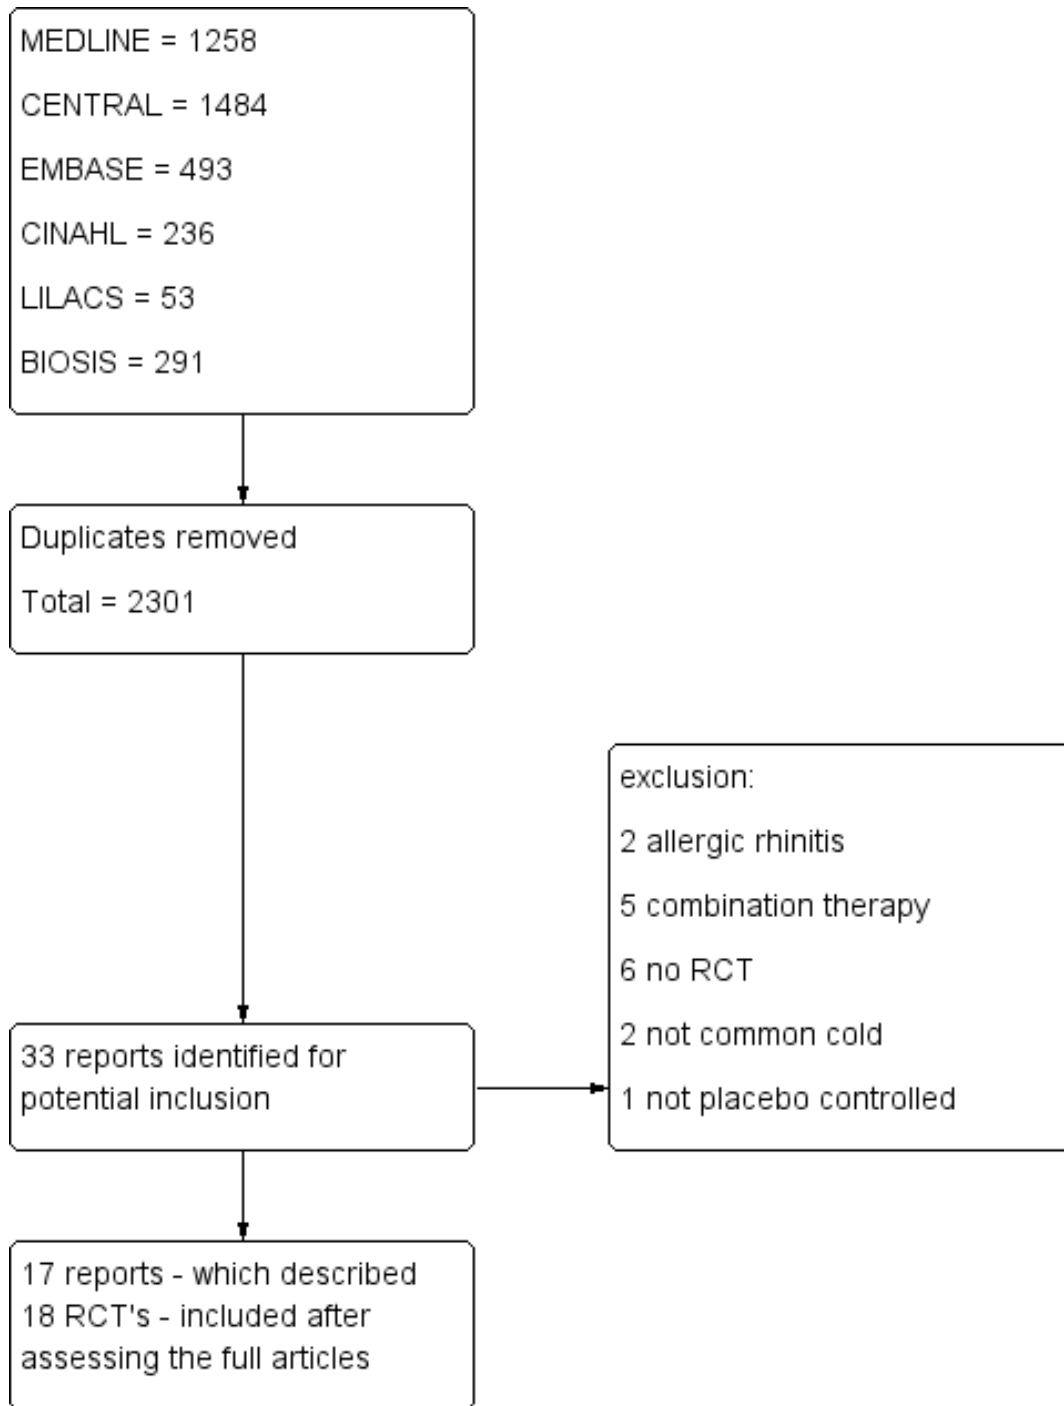 MEDLINE = 1258
CENTRAL = 1484
EMBASE = 493
CINAHL = 236
LILACS = 53
BIOSIS = 291
Duplicates removed
Total = 2301
exclusion:
2 allergic rhinitis
5 combination therapy
6 no RCT
2 not common cold
1 not placebo controlled
33 reports identified for
potential inclusion
17 reports - which described
18 RCT's - included after
assessing the full articles